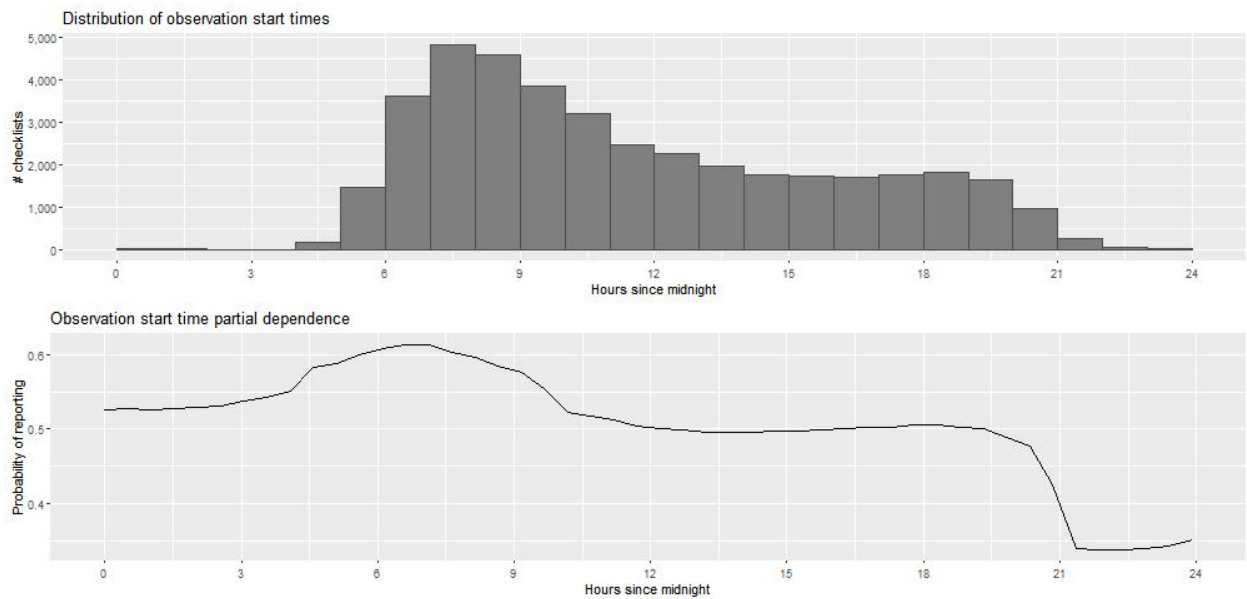 Distribution of observation start times
5,000
4,000
3,000
2,000
1,000
0
# checklists
0 3 6 9 12 15 18 21 24
Hours since midnight
Observation start time partial dependence
0.6
0.5
0.4
Probability of reporting
0 3 6 9 12 15 18 21 24
Hours since midnight